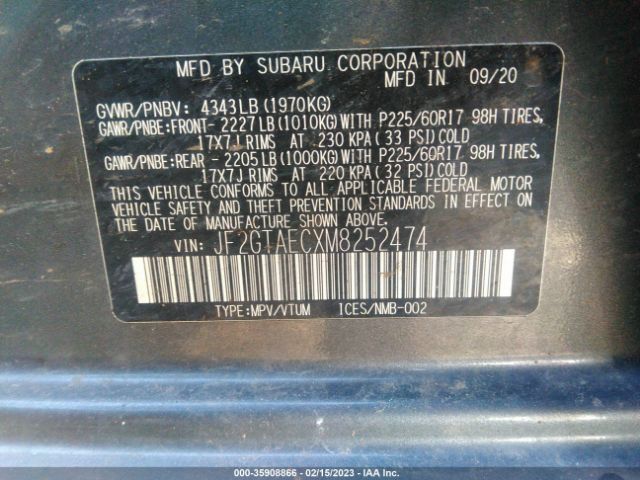 MFD BY SUBARU CORPORATION
MFD IN 09/20
GVWR/PNBV: 4343LB (1970KG)
GAWR/PNBE: FRONT- 2227LB (1010KG) WITH P225/60R17 98H TIRES,
17X7J RIMS AT 230 KPA (33 PSI) COLD
GAWR/PNBE: REAR - 2205LB (1000KG) WITH P225/60R17 98H TIRES,
17X7J RIMS AT 220 KPA (32 PSI) COLD
THIS VEHICLE CONFORMS TO ALL APPLICABLE FEDERAL MOTOR
VEHICLE SAFETY AND THEFT PREVENTION STANDARDS IN EFFECT
ON THE DATE OF MANUFACTURE SHOWN ABOVE.
VIN: JF2GTAECXM8252474
TYPE:MPV/VTUM ICES/NMB-002
000-35908866 - 02/15/2023 - IAA Inc.